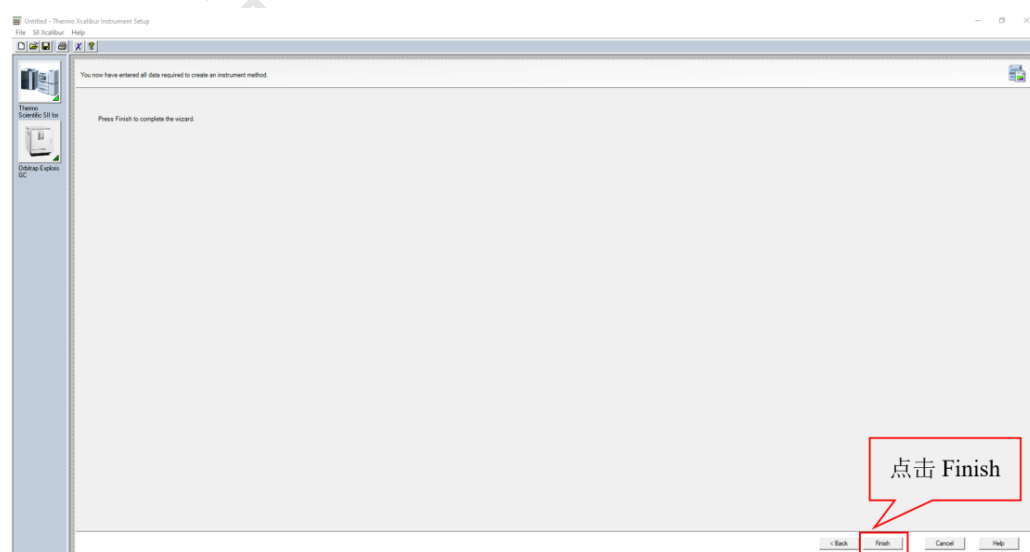 Untitled - Thermo Xcalibur Instrument Setup
File SII Xcalibur Help
You now have entered all data required to create an instrument method.
Thermo
Scientific SII for
Press Finish to complete the wizard.
Orbitrap Exploris
GC
点击 Finish
< Back Finish Cancel Help